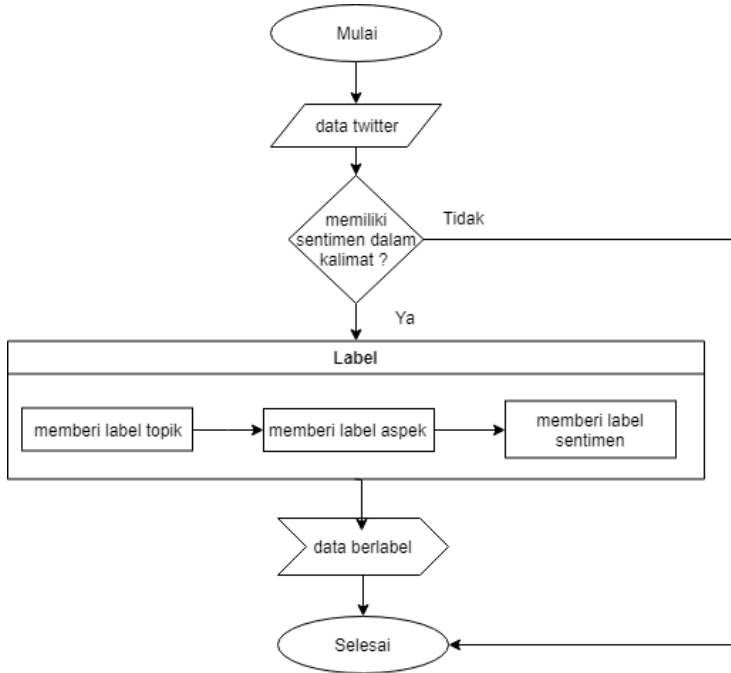 Mulai
data twitter
memiliki
sentimen dalam
kalimat ?
Tidak
Ya
Label
memberi label topik
memberi label aspek
memberi label
sentimen
data berlabel
Selesai